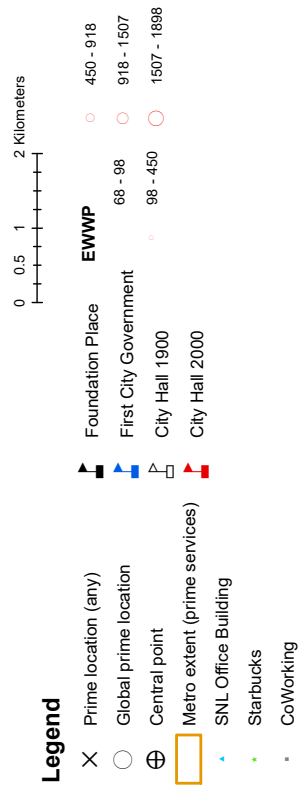 Legend
Prime location (any)
Global prime location
Central point
Metro extent (prime services)
SNL Office Building
Starbucks
CoWorking
Foundation Place
First City Government
City Hall 1900
City Hall 2000
0 0.5 1 2 Kilometers
EWWP
68 - 98
98 - 450
450 - 918
918 - 1507
1507 - 1898